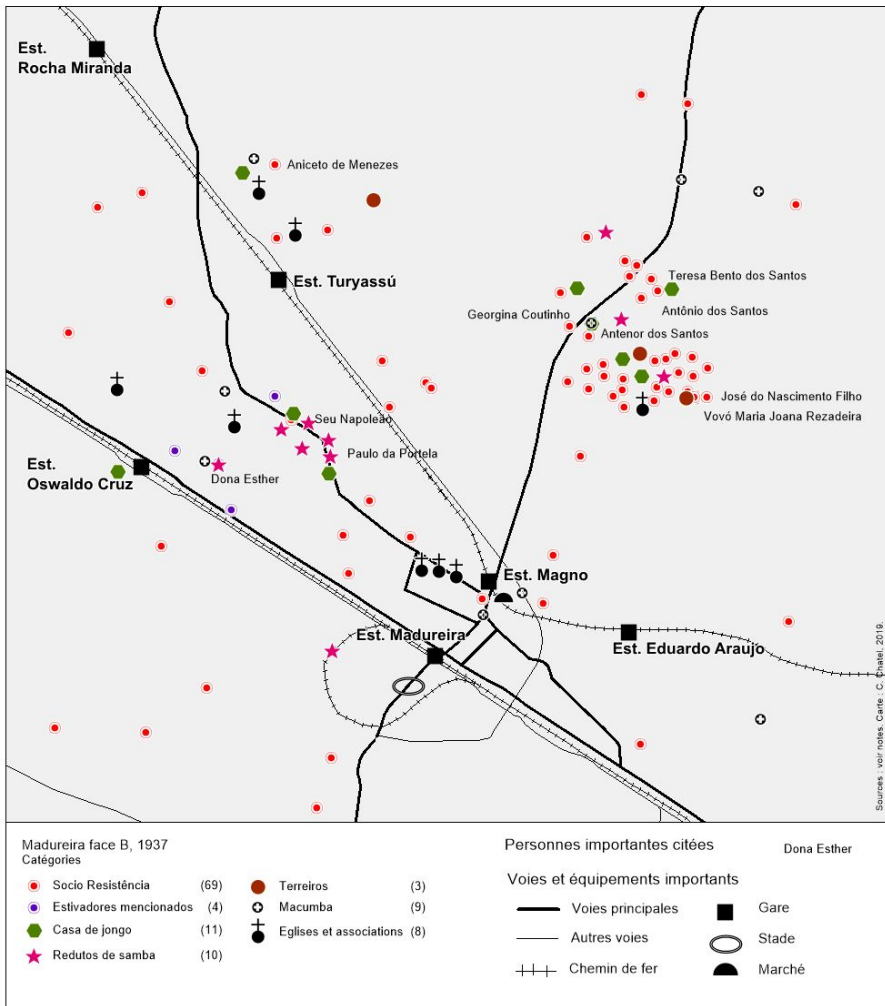 Est.
Rocha Miranda
Aniceto de Menezes
Est. Turyassú
Teresa Bento dos Santos
Georgina Coutinho
Antônio dos Santos
Antenor dos Santos
José do Nascimento Filho
Vovó Maria Joana Rezadeira
Seu Napoleão
Paulo da Portela
Est.
Oswaldo Cruz
Dona Esther
Est. Magno
Est. Madureira
Est. Eduardo Araujo
Sources : voir notes. Carte : C. Chatel, 2019.
Madureira face B, 1937
Catégories
Socio Resistência (69)
Estivadores mencionados (4)
Casa de jongo (11)
Redutos de samba (10)
Terreiros (3)
Macumba (9)
Eglises et associations (8)
Personnes importantes citées Dona Esther
Voies et équipements importants
Voies principales
Autres voies
Chemin de fer
Gare
Stade
Marché